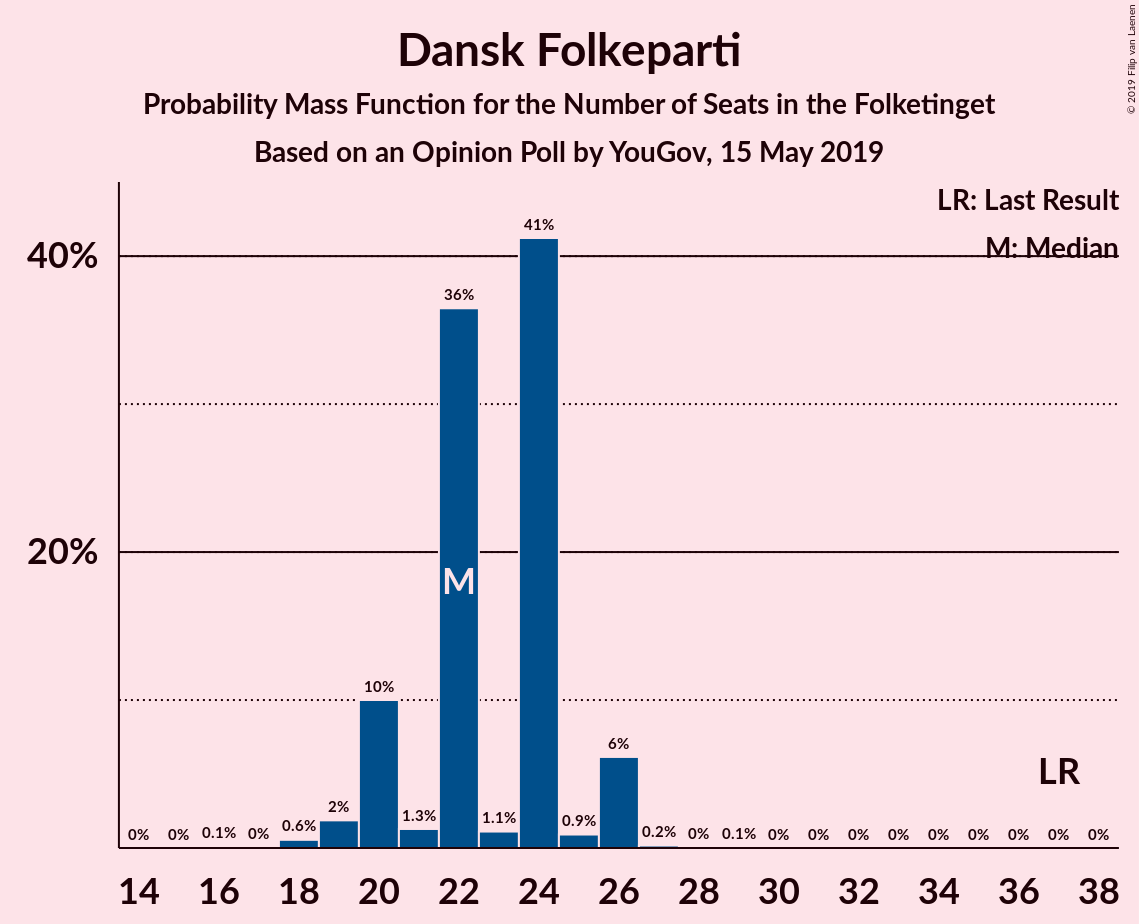 Dansk Folkeparti
Probability Mass Function for the Number of Seats in the Folketinget
Based on an Opinion Poll by YouGov, 15 May 2019
© 2019 Filip van Laenen
LR: Last Result
M: Median
40%
20%
0% 0% 0.1% 0% 0.6% 2% 10% 1.3% 36% 1.1% 41% 0.9% 6% 0.2% 0% 0.1% 0% 0% 0% 0% 0% 0% 0% 0% 0%
M
LR
14 16 18 20 22 24 26 28 30 32 34 36 38